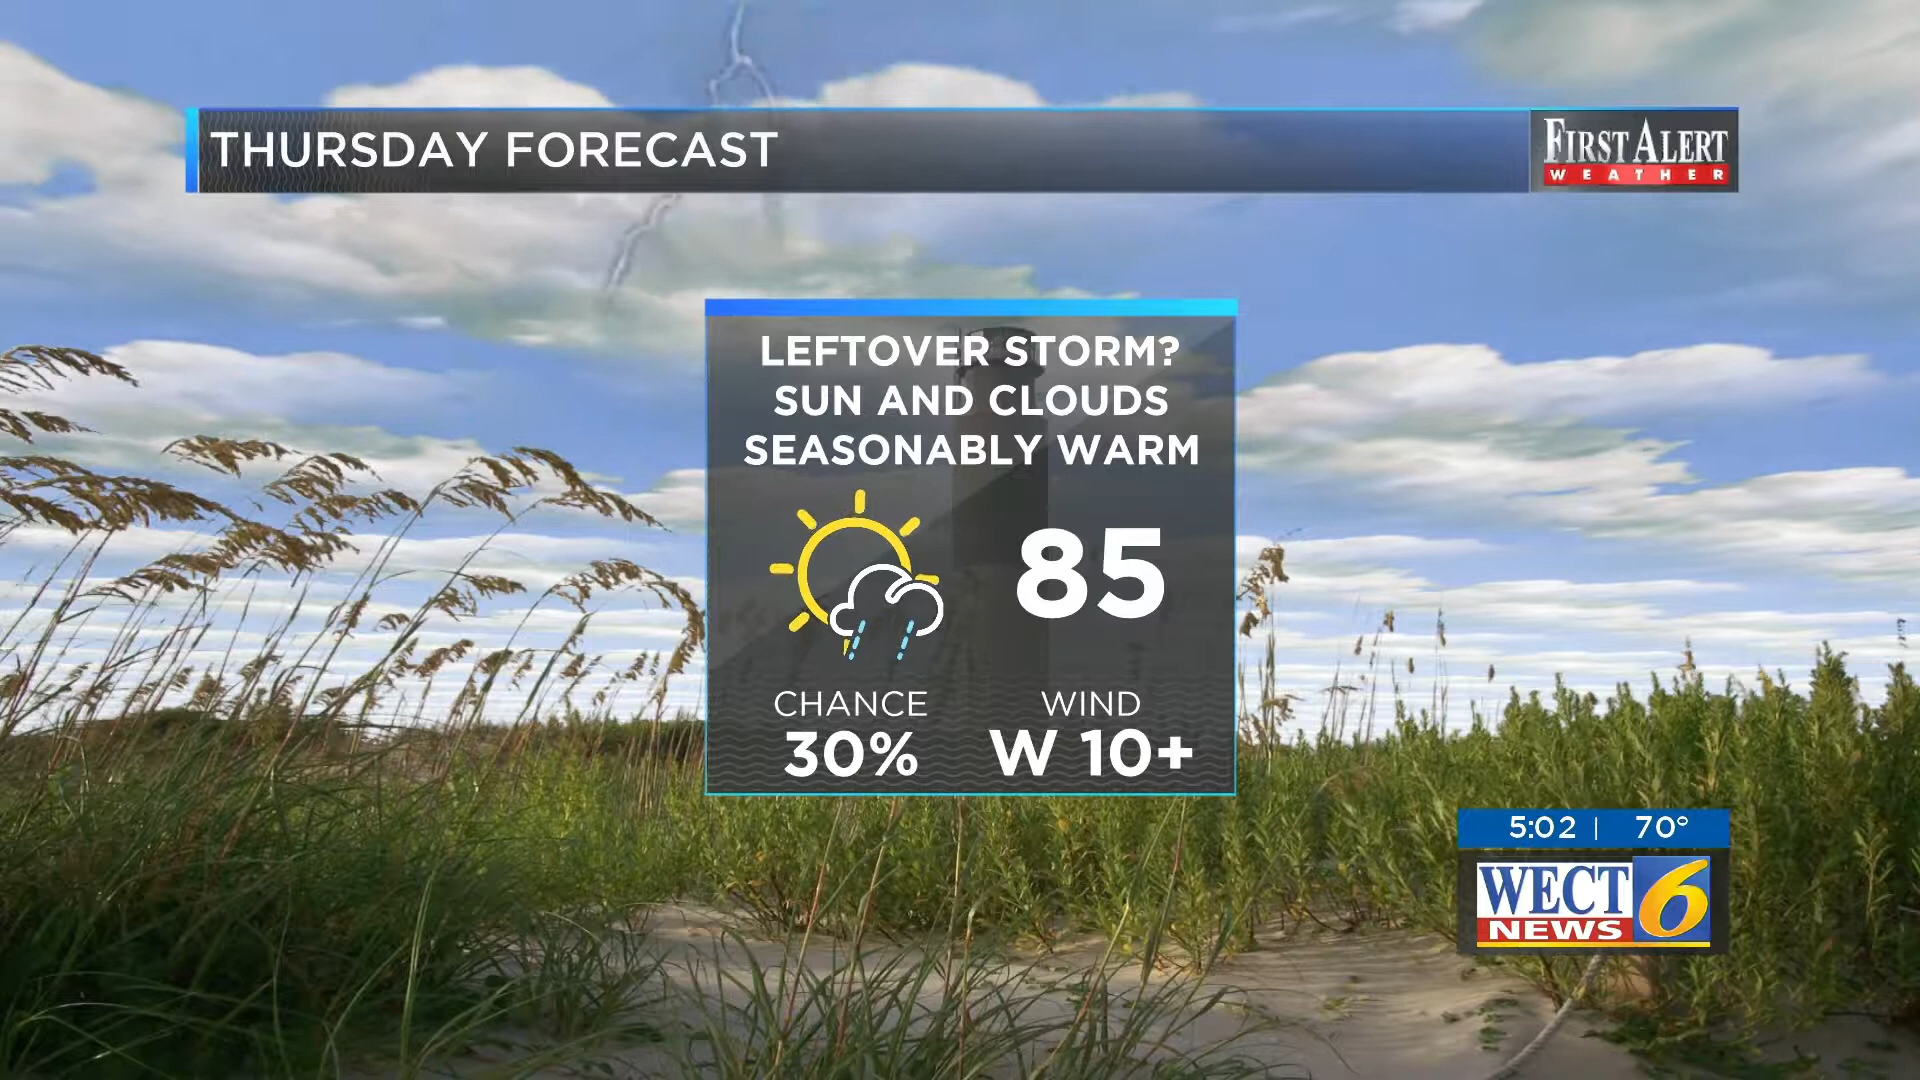 THURSDAY FORECAST
FIRST ALERT
WEATHER
LEFTOVER STORM?
SUN AND CLOUDS
SEASONABLY WARM
85
CHANCE
30%
WIND
W 10+
5:02 | 70°
WECT 6
NEWS